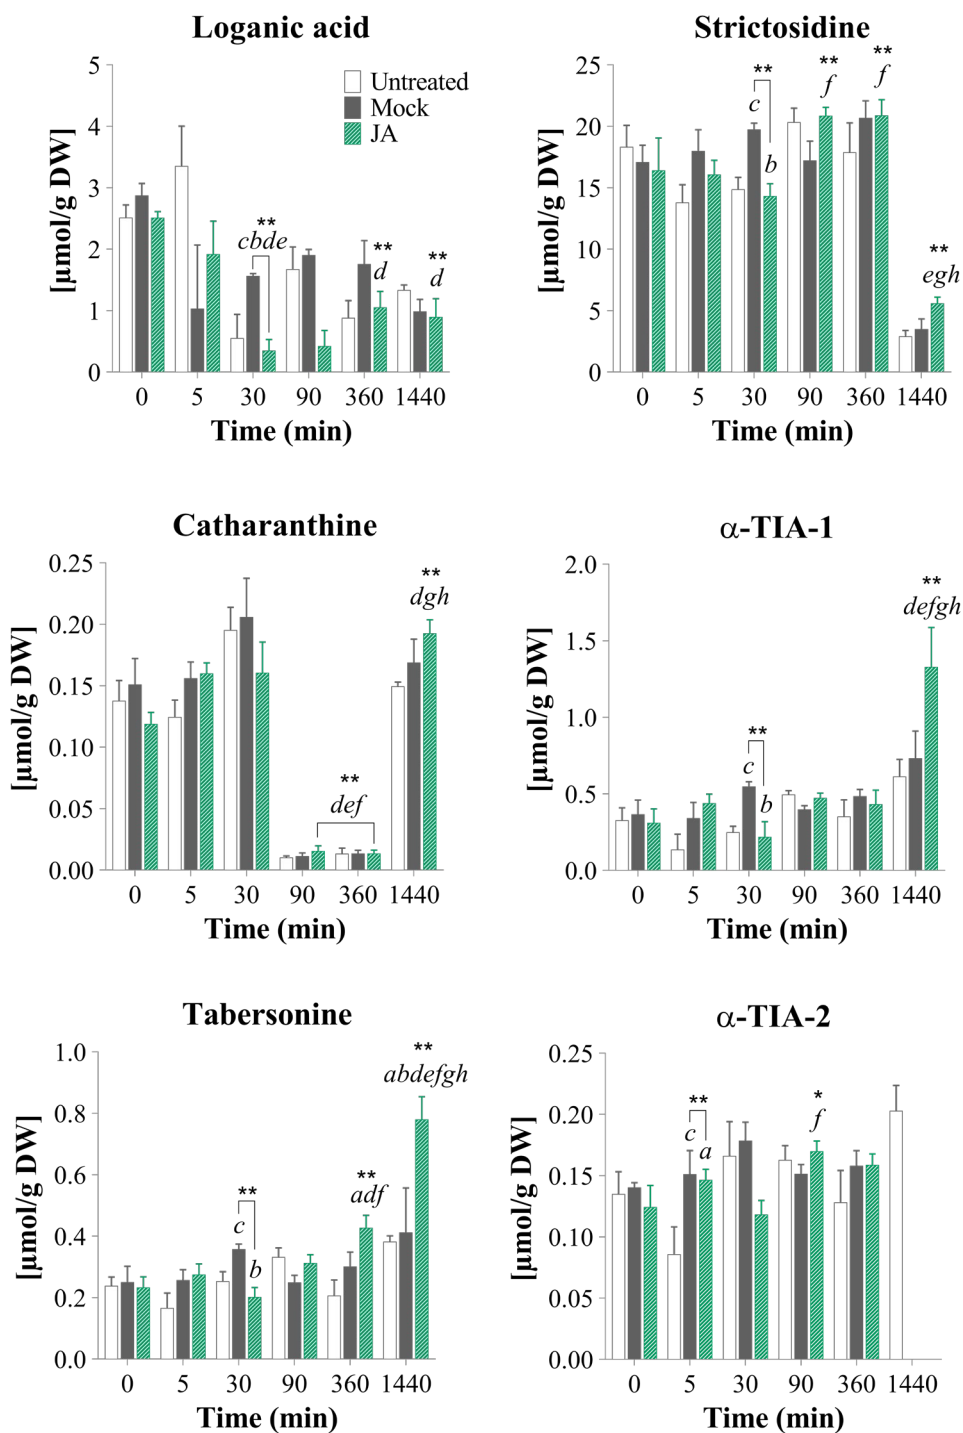 Loganic acid
[µmol/g DW]
5
4
3
2
1
0
Untreated
Mock
JA
**
cbde
**
d
**
d
0 5 30 90 360 1440
Time (min)
Strictosidine
[µmol/g DW]
25
20
15
10
5
0
**
c
b
**
f
**
f
**
egh
0 5 30 90 360 1440
Time (min)
Catharanthine
[µmol/g DW]
0.25
0.20
0.15
0.10
0.05
0.00
**
def
**
dgh
0 5 30 90 360 1440
Time (min)
α-TIA-1
[µmol/g DW]
2.0
1.5
1.0
0.5
0.0
**
c
b
**
defgh
0 5 30 90 360 1440
Time (min)
Tabersonine
[µmol/g DW]
1.0
0.8
0.6
0.4
0.2
0.0
**
c
b
**
adf
**
abdefgh
0 5 30 90 360 1440
Time (min)
α-TIA-2
[µmol/g DW]
0.25
0.20
0.15
0.10
0.05
0.00
**
c
a
*
f
0 5 30 90 360 1440
Time (min)